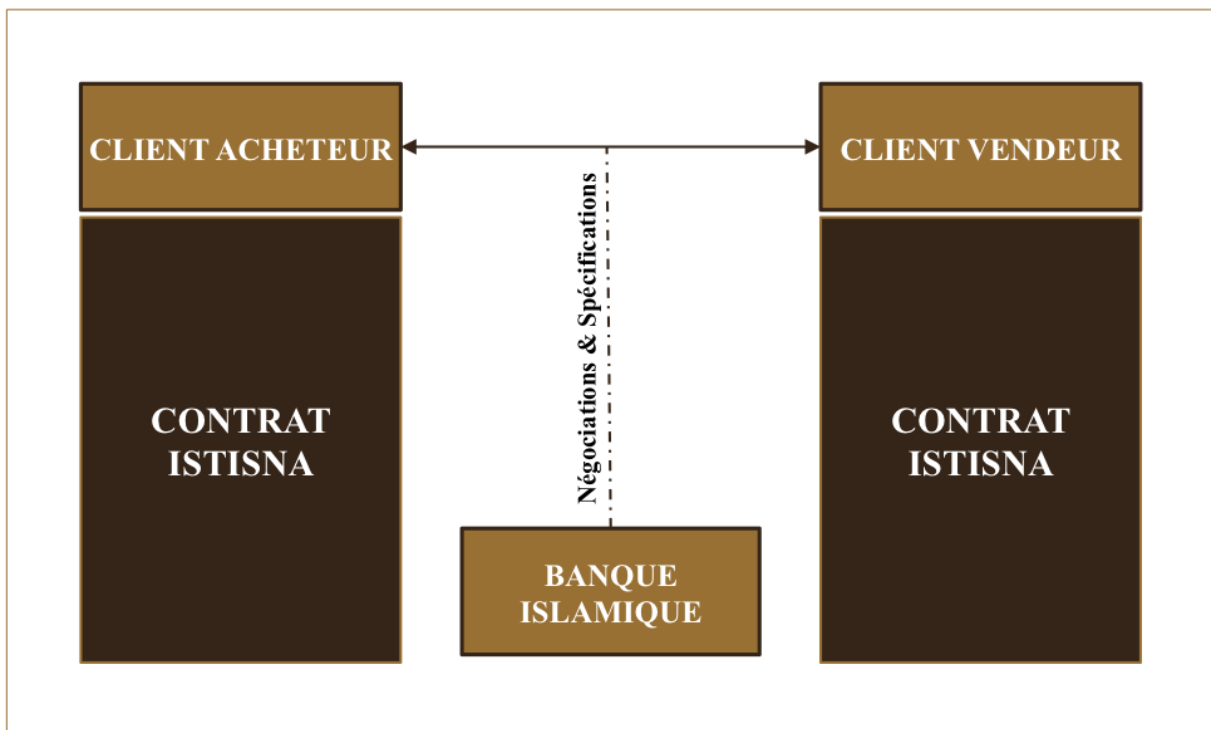 CLIENT ACHETEUR
CLIENT VENDEUR
Négociations & Spécifications
CONTRAT
ISTISNA
CONTRAT
ISTISNA
BANQUE
ISLAMIQUE